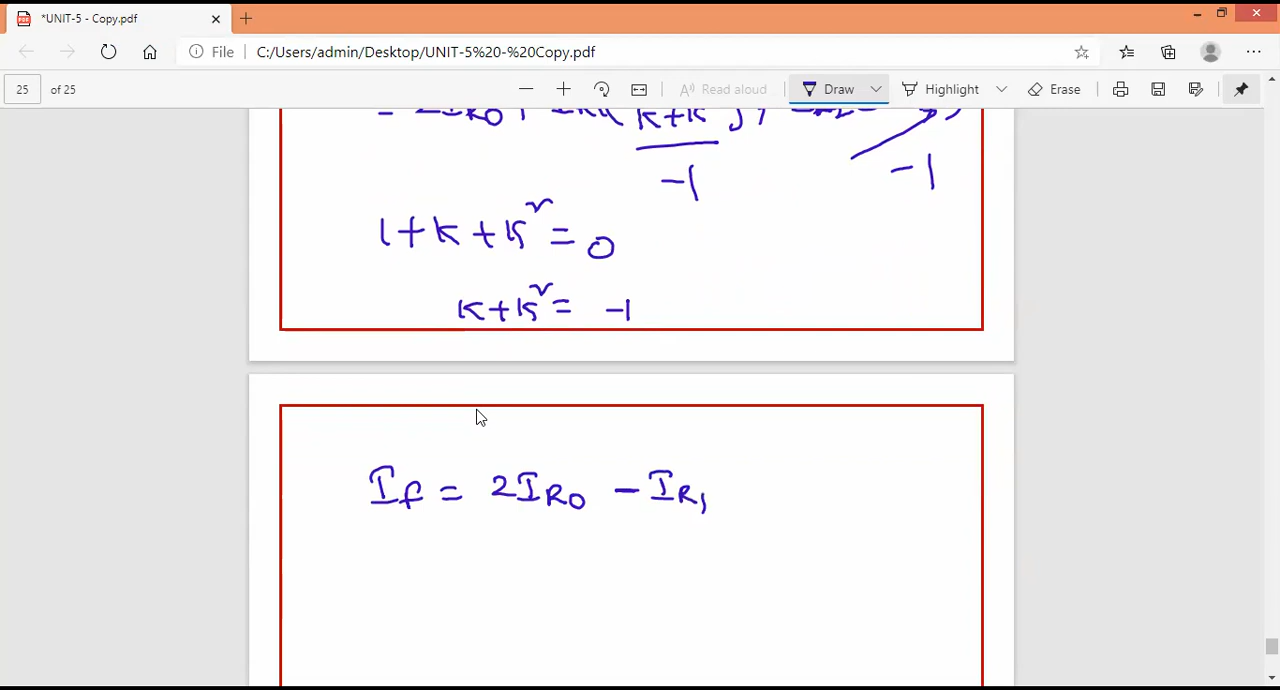 *UNIT-5 - Copy.pdf
File C:/Users/admin/Desktop/UNIT-5%20-%20Copy.pdf
25 of 25 Read aloud Draw Highlight Erase
-1 -1
1+K+K² = 0
K+K² = -1
If = 2IR0 - IR1